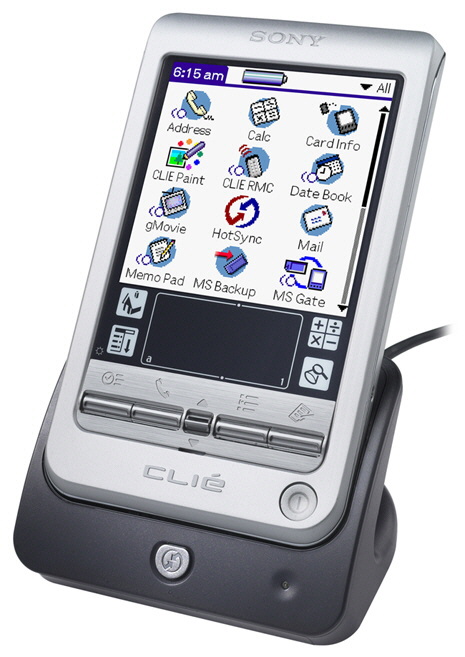 SONY
6:15 am
All
Address
Calc
Card Info
CLIE Paint
CLIE RMC
Date Book
gMovie
HotSync
Mail
Memo Pad
MS Backup
MS Gate
a
1
CLIÉ